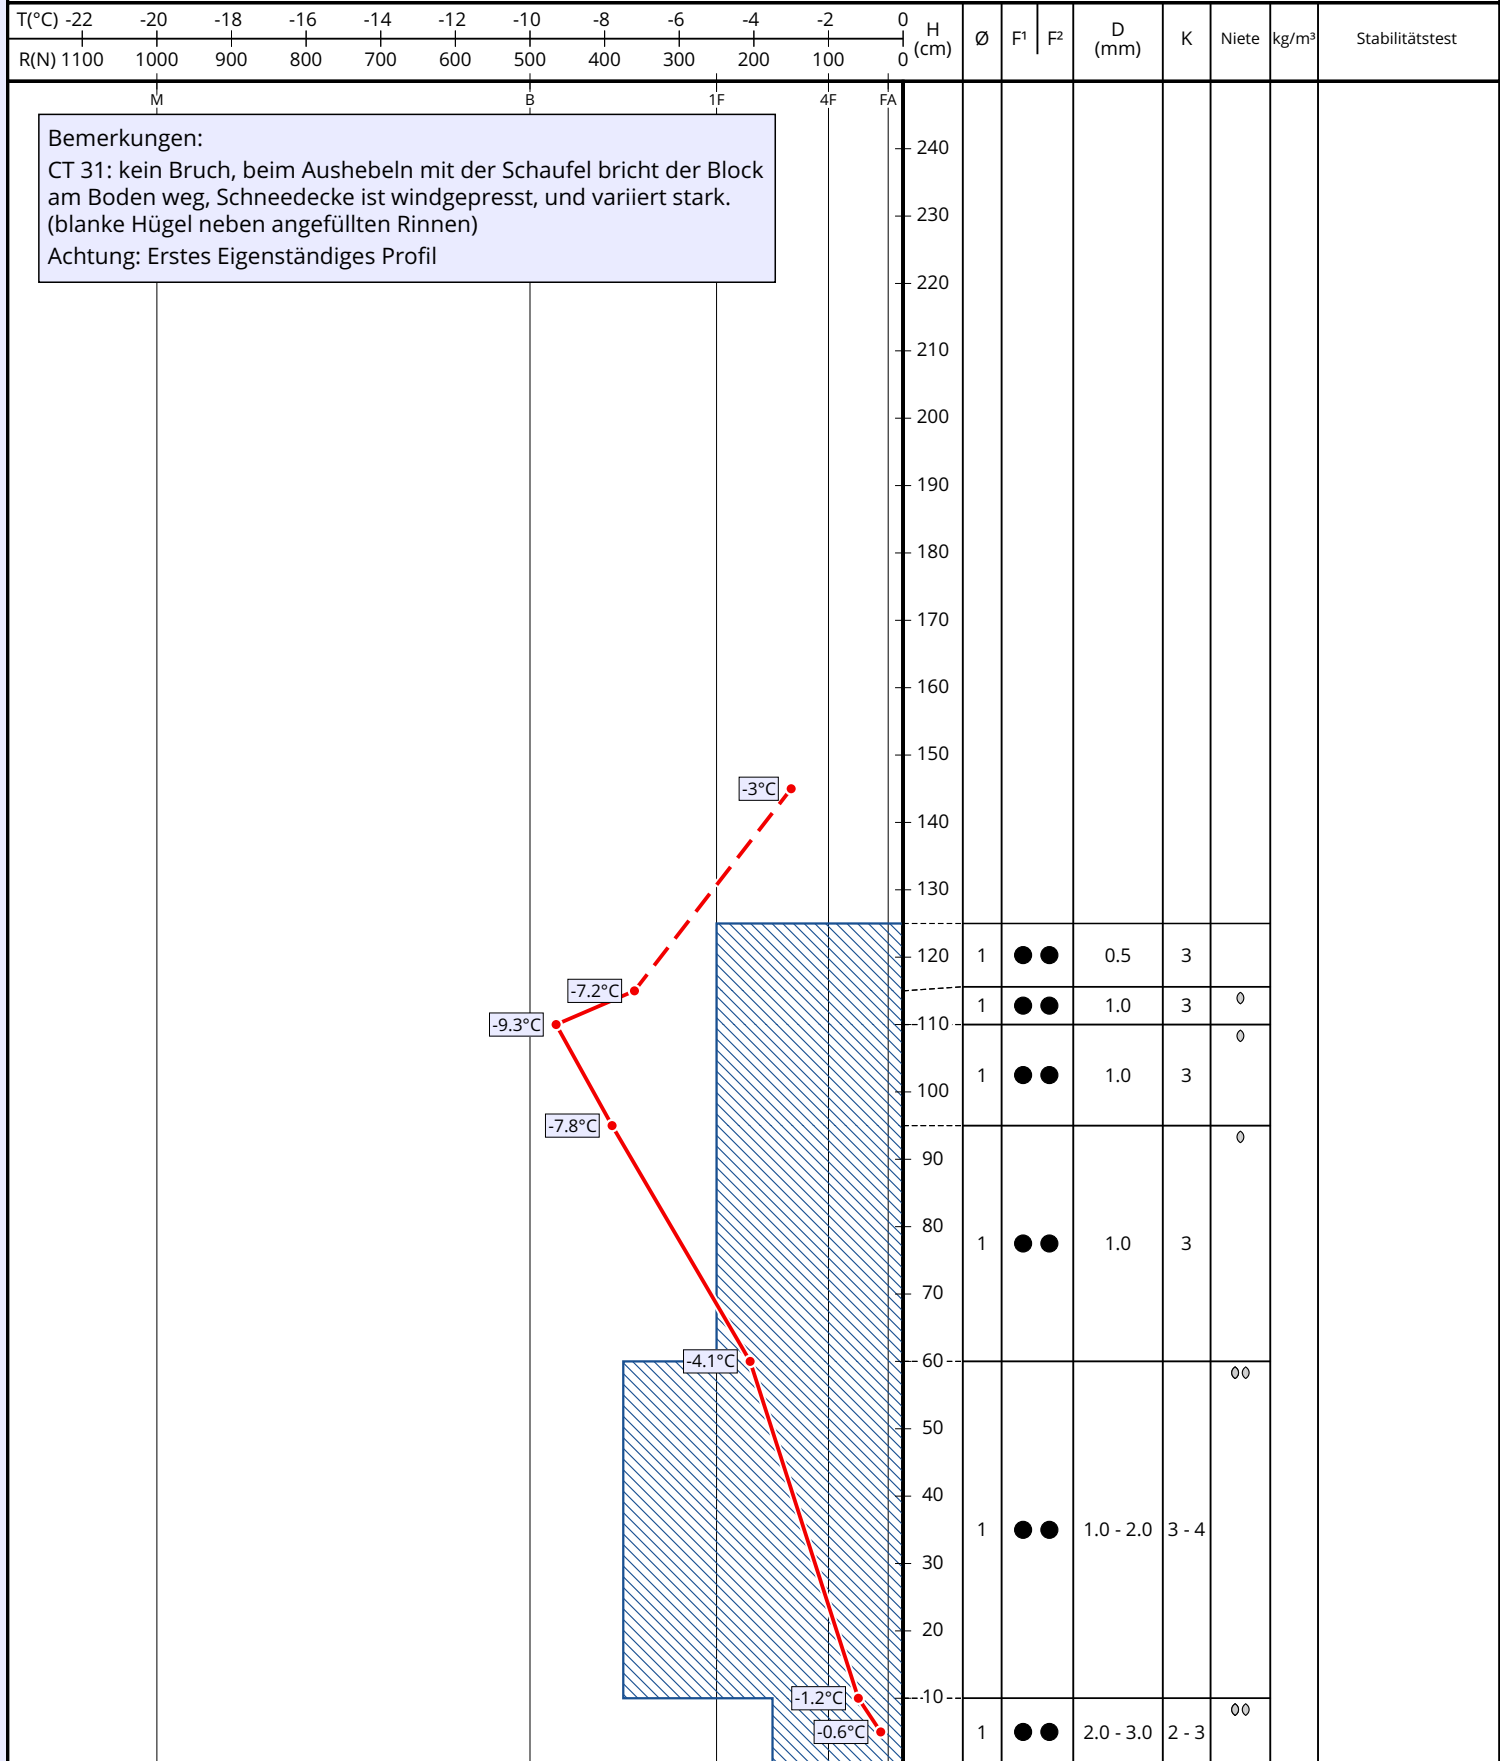 T(°C) -22 -20 -18 -16 -14 -12 -10 -8 -6 -4 -2 0
R(N) 1100 1000 900 800 700 600 500 400 300 200 100 0
H (cm) Ø F¹ F² D (mm) K Niete kg/m³ Stabilitätstest
M B 1F 4F FA
Bemerkungen:
CT 31: kein Bruch, beim Aushebeln mit der Schaufel bricht der Block
am Boden weg, Schneedecke ist windgepresst, und variiert stark.
(blanke Hügel neben angefüllten Rinnen)
Achtung: Erstes Eigenständiges Profil
240
230
220
210
200
190
180
170
160
150
-3°C
140
130
120 1 0.5 3
-7.2°C
1 1.0 3
-9.3°C 110
1 1.0 3
100
-7.8°C
90
80
1 1.0 3
70
-4.1°C 60
50
40
1 1.0 - 2.0 3 - 4
30
20
-1.2°C 10
-0.6°C 1 2.0 - 3.0 2 - 3